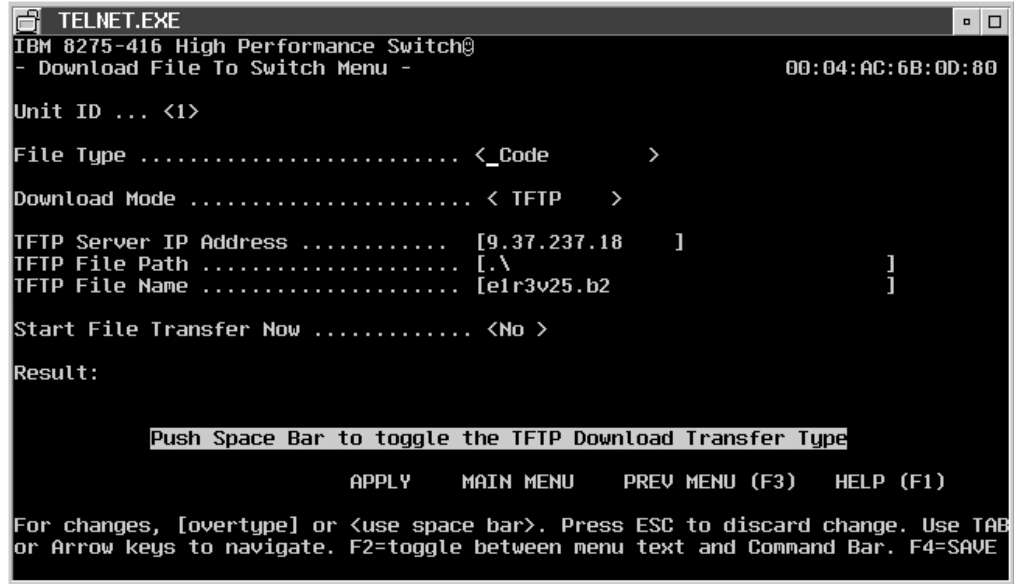 TELNET.EXE
IBM 8275-416 High Performance Switch
- Download File To Switch Menu - 00:04:AC:6B:0D:80
Unit ID ... <1>
File Type .......................... <_Code >
Download Mode ....................... < TFTP >
TFTP Server IP Address ............ [9.37.237.18 ]
TFTP File Path ..................... [.\ ]
TFTP File Name ..................... [e1r3v25.b2 ]
Start File Transfer Now ............. <No >
Result:
Push Space Bar to toggle the TFTP Download Transfer Type
APPLY MAIN MENU PREV MENU (F3) HELP (F1)
For changes, [overtype] or <use space bar>. Press ESC to discard change. Use TAB
or Arrow keys to navigate. F2=toggle between menu text and Command Bar. F4=SAVE